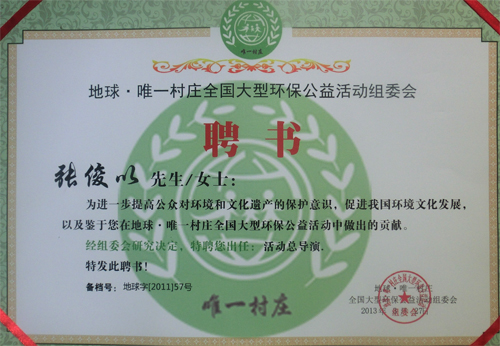 唯一村庄
地球·唯一村庄全国大型环保公益活动组委会
聘书
张俊以 先生/女士:
为进一步提高公众对环境和文化遗产的保护意识,促进我国环境文化发展,
以及鉴于您在地球·唯一村庄全国大型环保公益活动中做出的贡献。
经组委会研究决定,特聘您出任:活动总导演.
特发此聘书!
备档号:地球字[2011]57号
唯一村庄
地球·唯一村庄
全国大型环保公益活动组委会
2013年